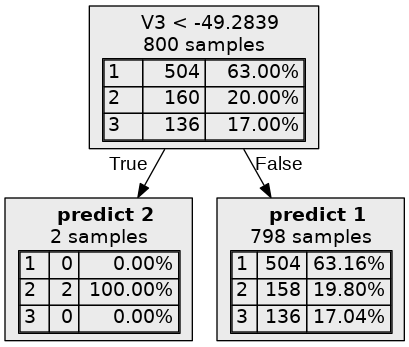 V3 < -49.2839
800 samples
1 504 63.00%
2 160 20.00%
3 136 17.00%
True
False
predict 2
2 samples
1 0 0.00%
2 2 100.00%
3 0 0.00%
predict 1
798 samples
1 504 63.16%
2 158 19.80%
3 136 17.04%